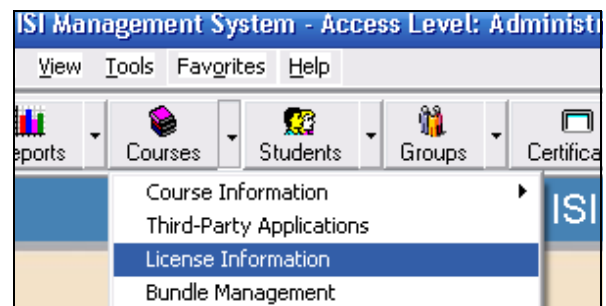 ISI Management System - Access Level: Administr
View Tools Favorites Help
eports Courses Students Groups Certifica
Course Information
Third-Party Applications
License Information
Bundle Management
ISI